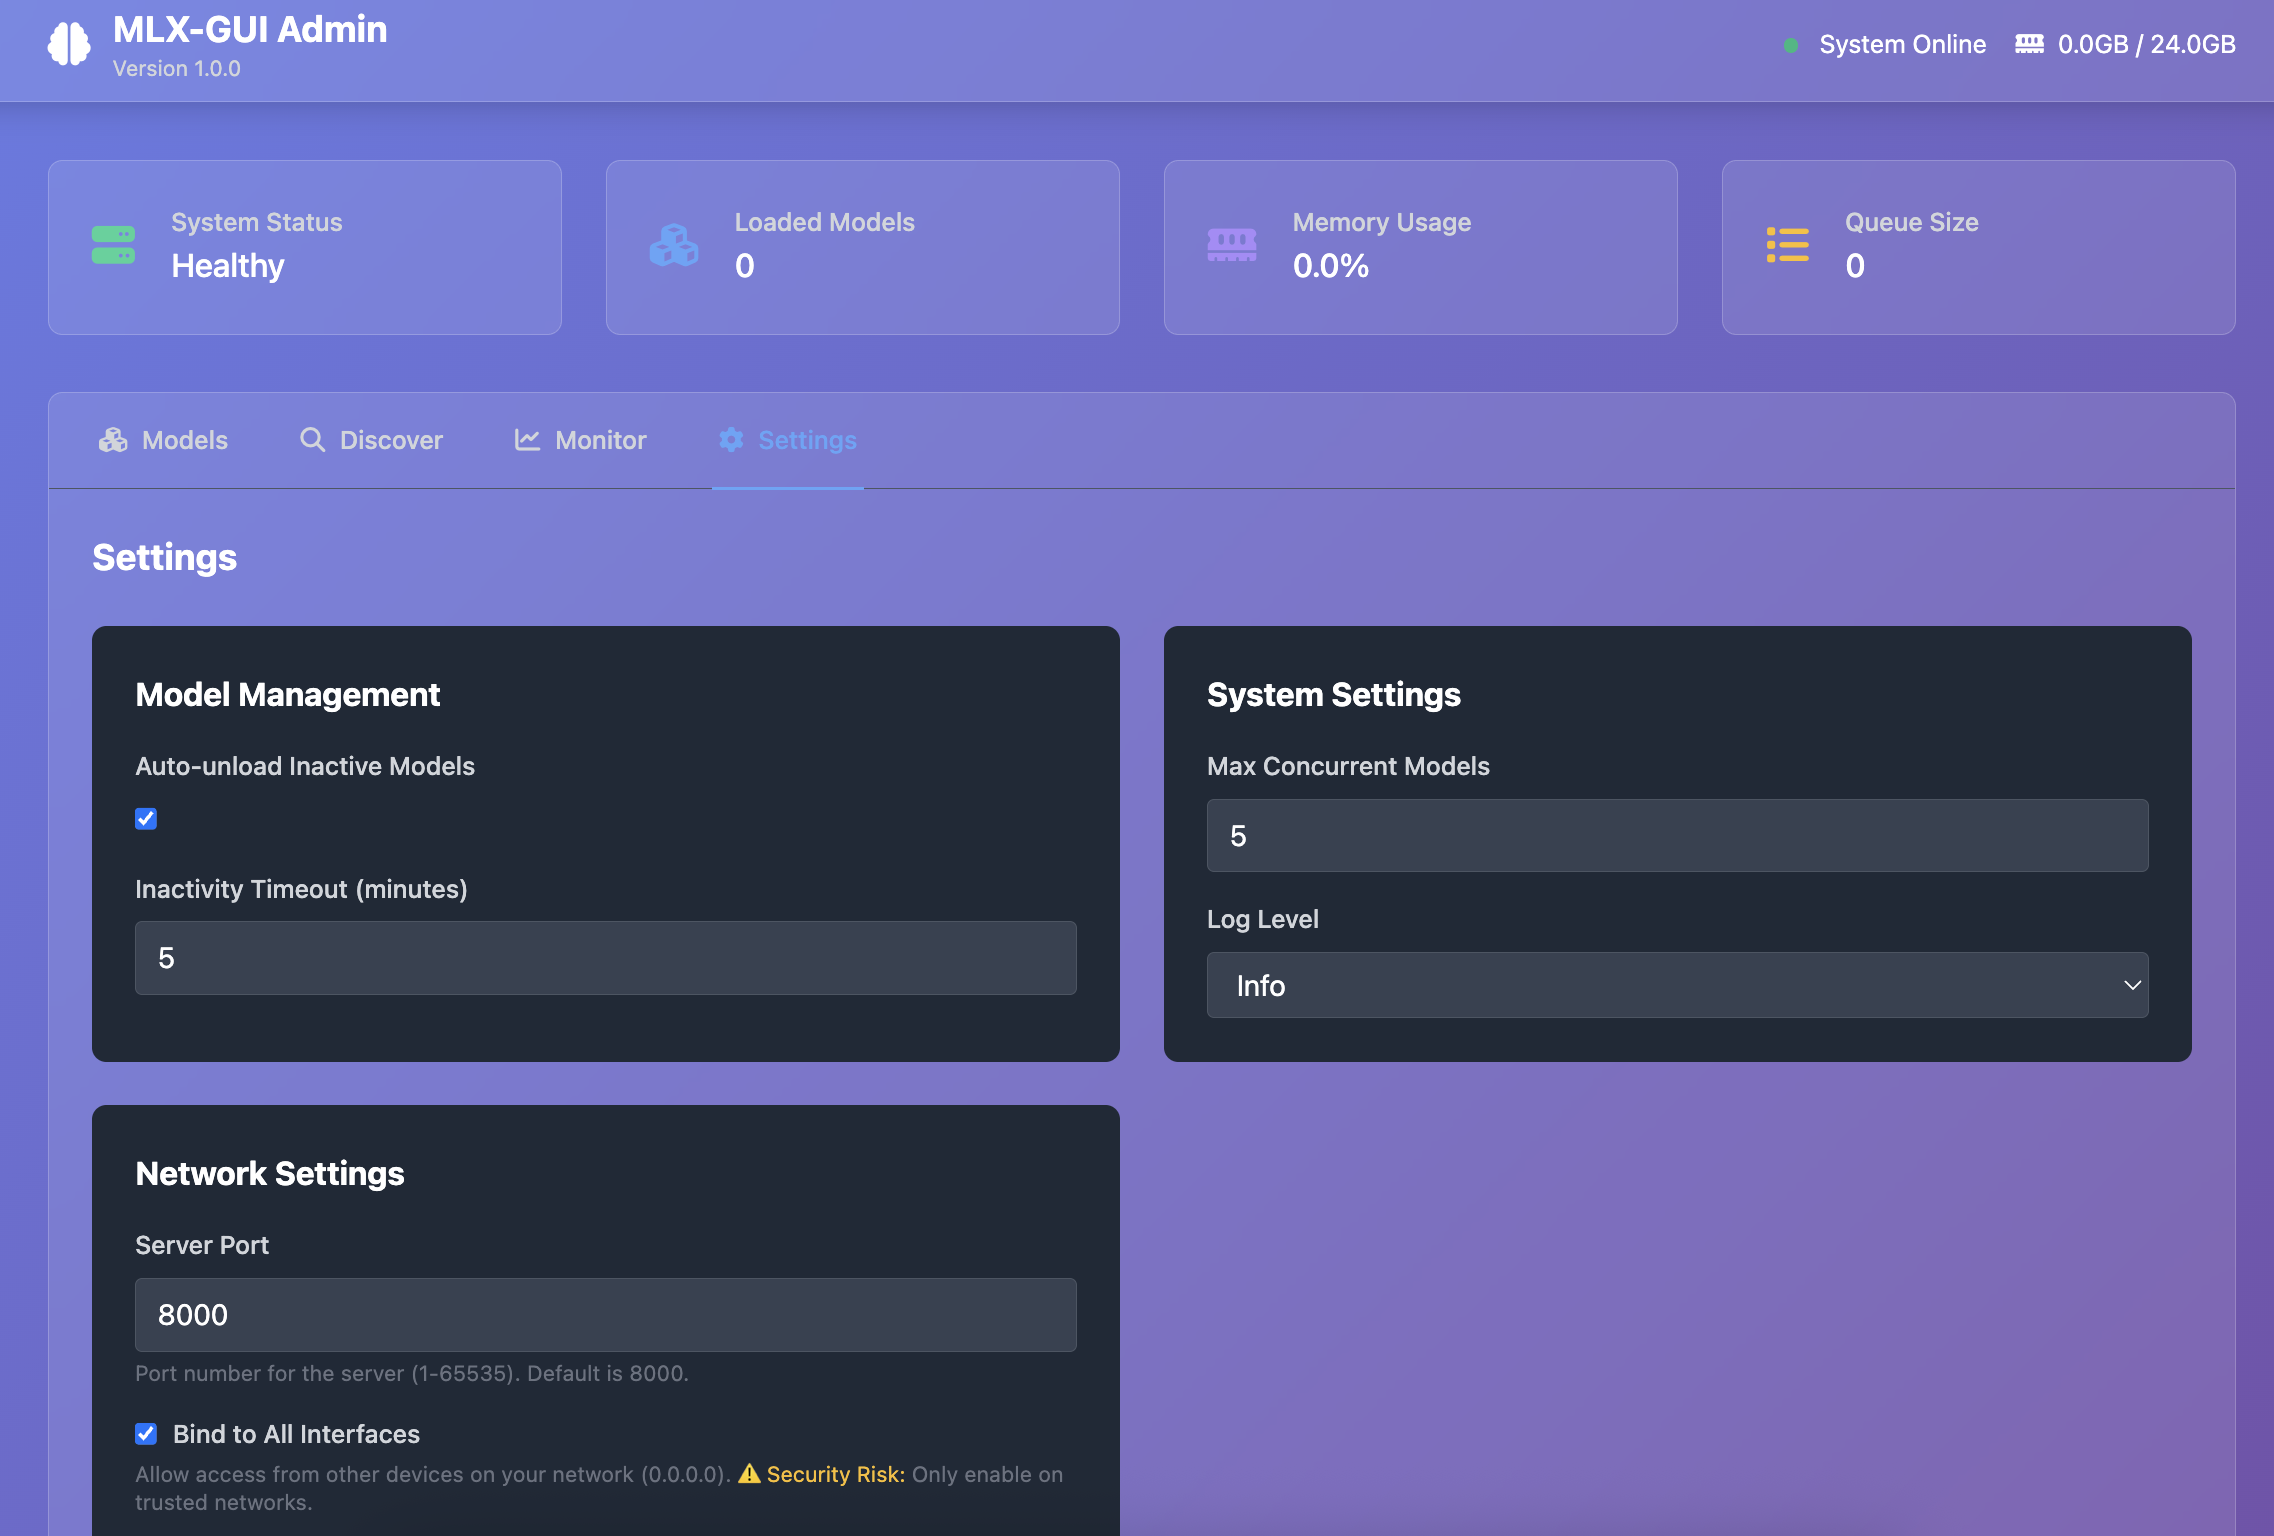 MLX-GUI Admin
Version 1.0.0
System Online
0.0GB / 24.0GB
System Status
Healthy
Loaded Models
0
Memory Usage
0.0%
Queue Size
0
Models
Discover
Monitor
Settings
Settings
Model Management
Auto-unload Inactive Models
Inactivity Timeout (minutes)
5
System Settings
Max Concurrent Models
5
Log Level
Info
Network Settings
Server Port
8000
Port number for the server (1-65535). Default is 8000.
Bind to All Interfaces
Allow access from other devices on your network (0.0.0.0). ⚠ Security Risk: Only enable on
trusted networks.